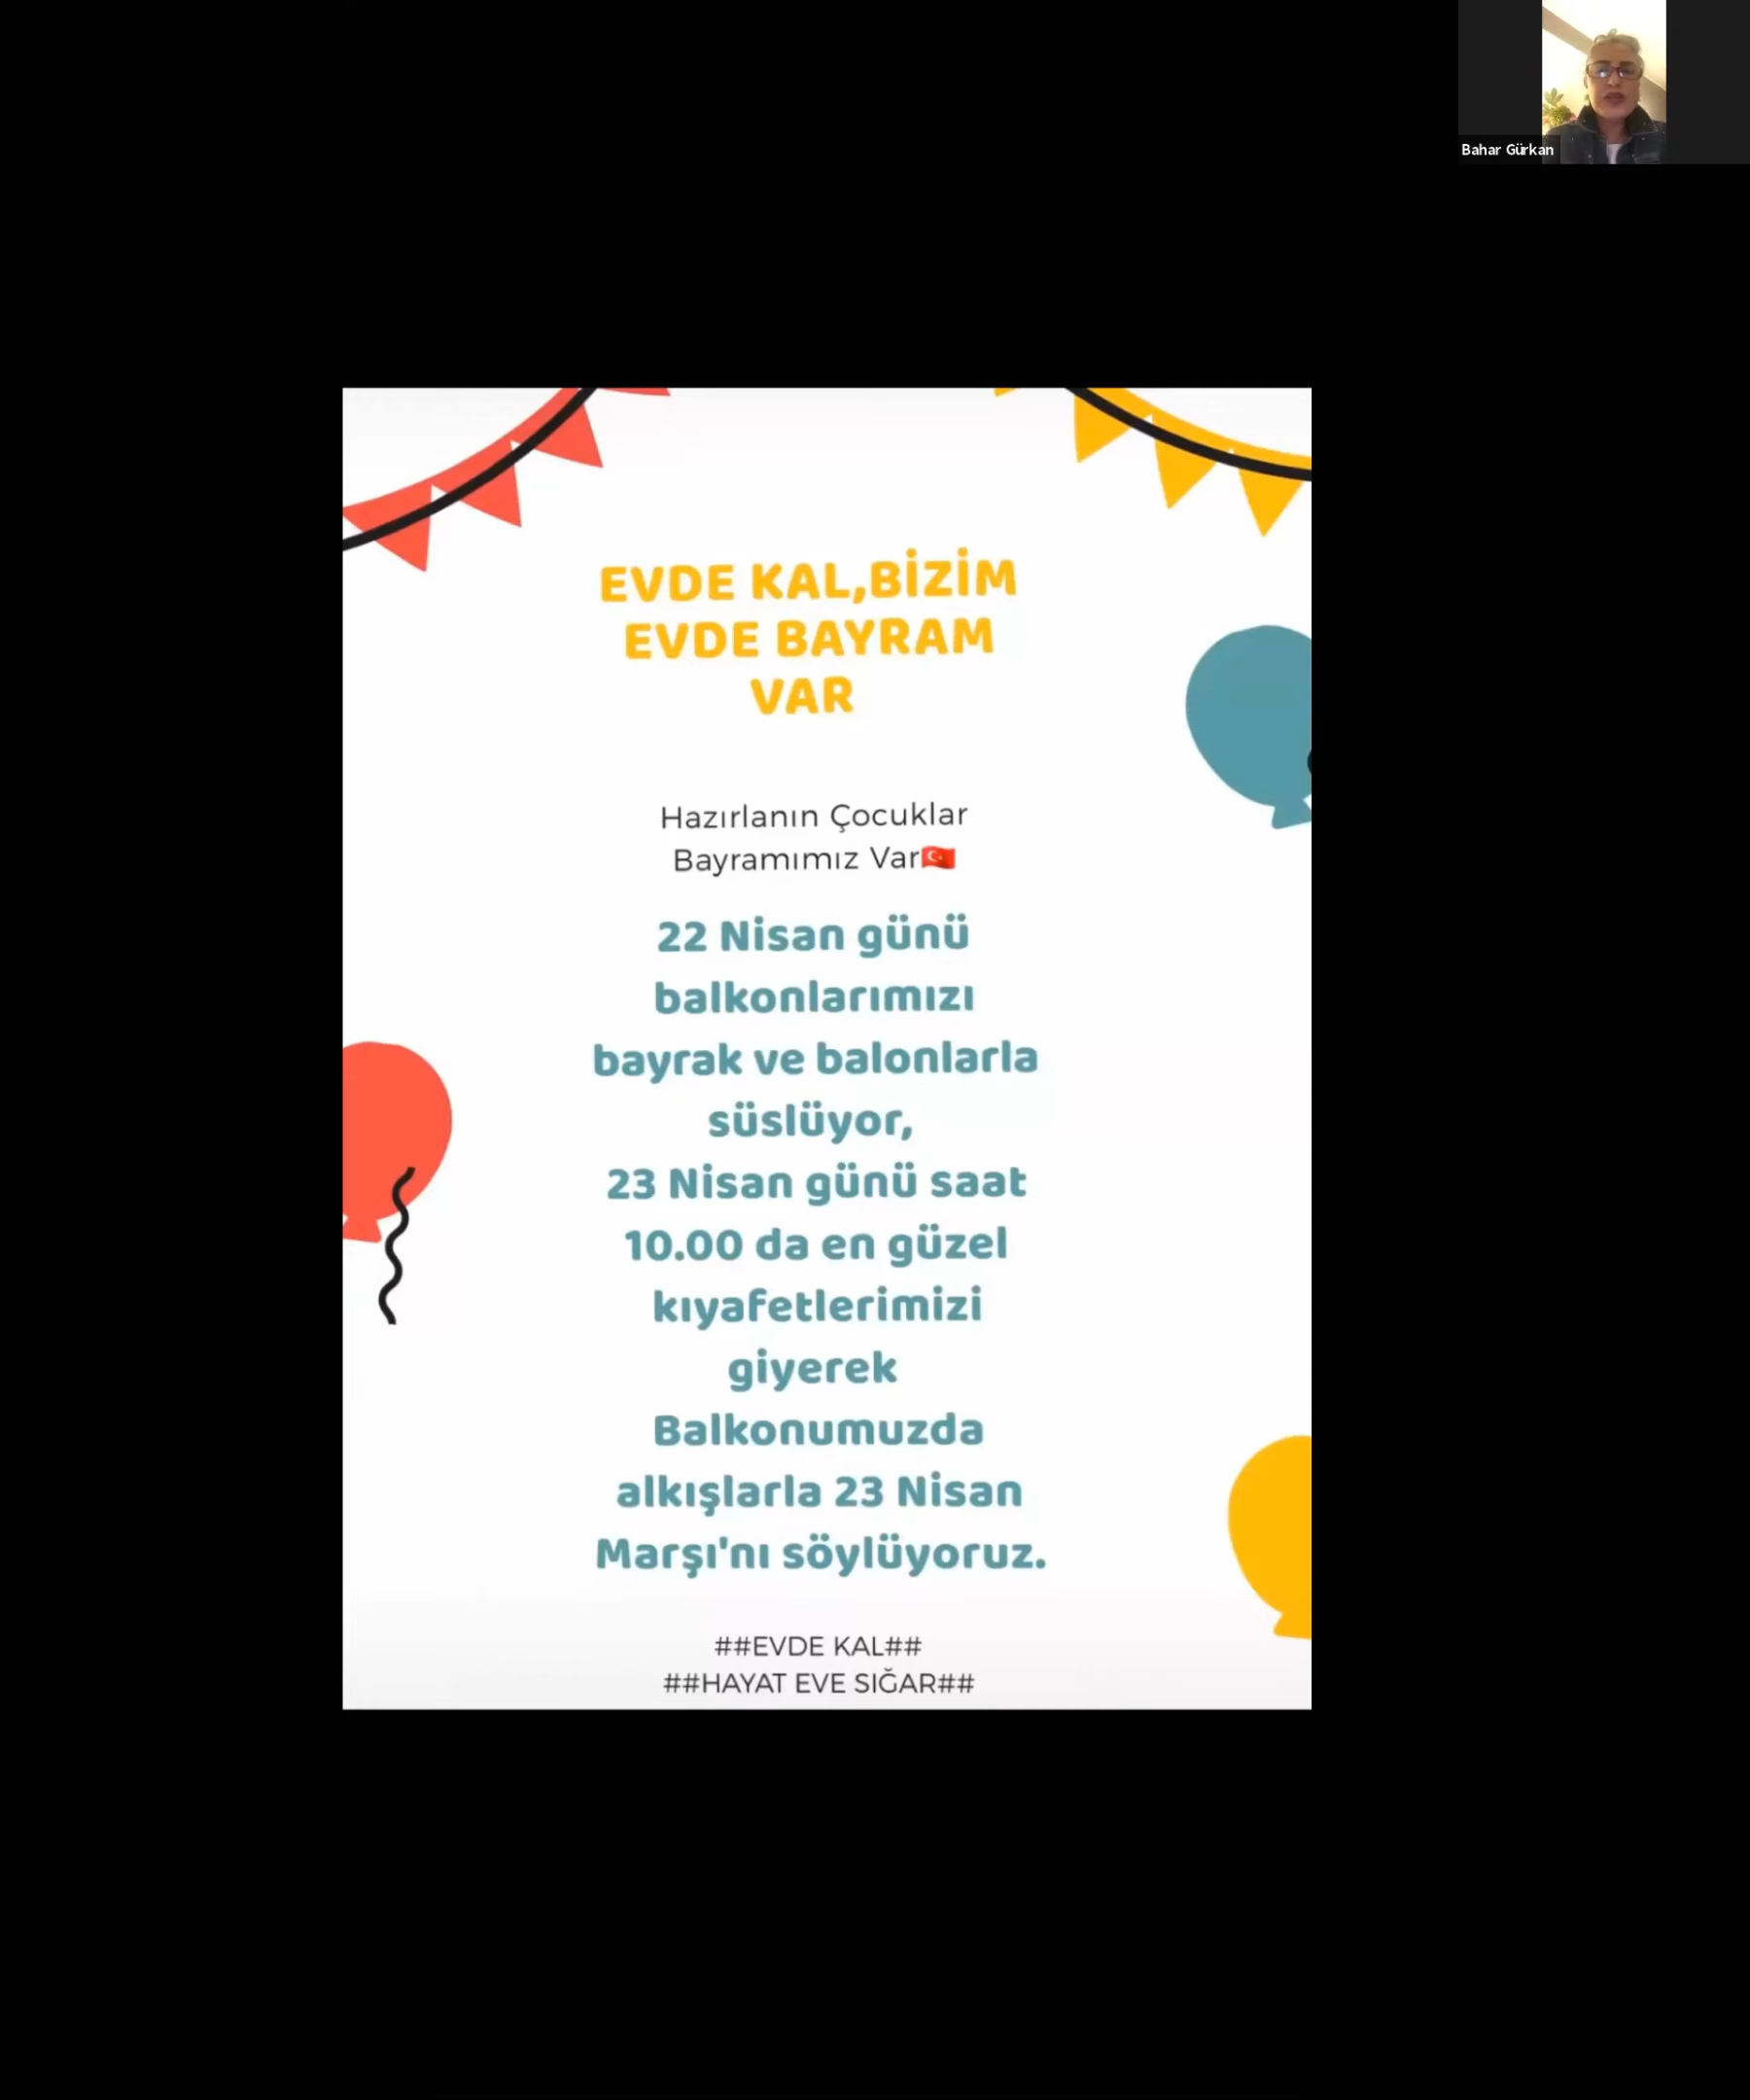 Bahar Gürkan
EVDE KAL,BİZİM
EVDE BAYRAM
VAR
Hazırlanın Çocuklar
Bayramımız Var🇹🇷
22 Nisan günü
balkonlarımızı
bayrak ve balonlarla
süslüyor,
23 Nisan günü saat
10.00 da en güzel
kıyafetlerimizi
giyerek
Balkonumuzda
alkışlarla 23 Nisan
Marşı'nı söylüyoruz.
##EVDE KAL##
##HAYAT EVE SIĞAR##